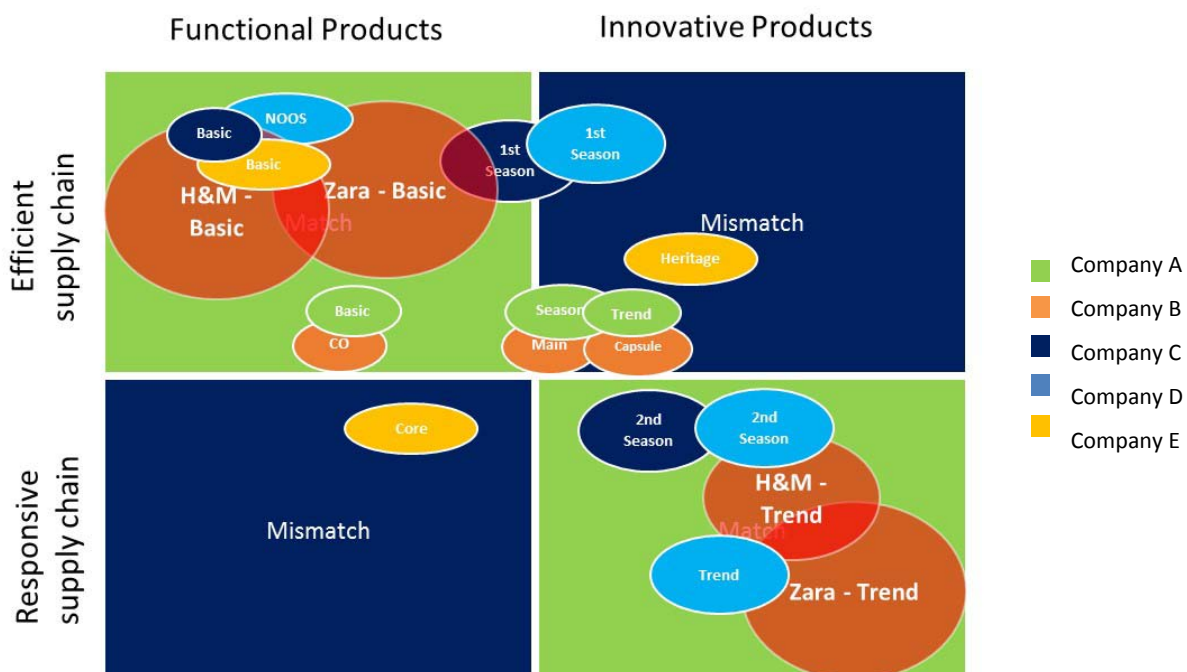 Functional Products
Innovative Products
Efficient
supply chain
Responsive
supply chain
NOOS
Basic
Basic
H&M -
Basic
Zara - Basic
Match
1st
Season
1st
Season
Mismatch
Heritage
Basic
CO
Season
Trend
Main
Capsule
Core
Mismatch
2nd
Season
2nd
Season
H&M -
Trend
Match
Trend
Zara - Trend
Company A
Company B
Company C
Company D
Company E